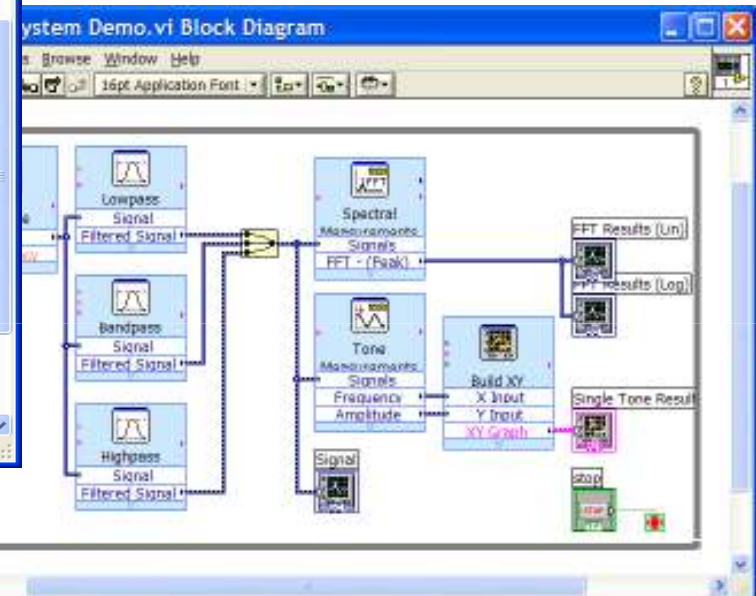 ystem Demo.vi Block Diagram
s Browse Window Help
16pt Application Font
Lowpass
Signal
Filtered Signal
Bandpass
Signal
Filtered Signal
Highpass
Signal
Filtered Signal
Spectral
Measurements
Signals
FFT - (Peak)
Tone
Measurements
Signals
Frequency
Amplitude
Signal
Build XY
X Input
Y Input
XY Graph
FFT Results (Lin)
FFT Results (Log)
Single Tone Result
stop
STOP